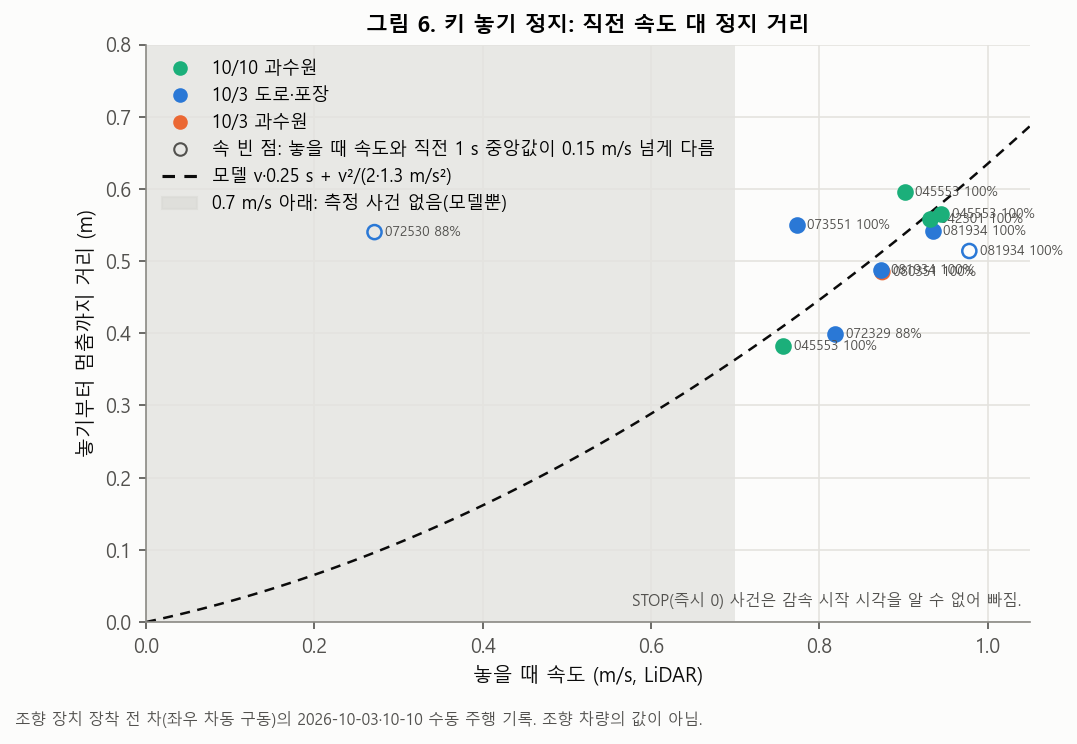 그림 6. 키 놓기 정지: 직전 속도 대 정지 거리
10/10 과수원
10/3 도로·포장
10/3 과수원
속 빈 점: 놓을 때 속도와 직전 1 s 중앙값이 0.15 m/s 넘게 다름
모델 v·0.25 s + v²/(2·1.3 m/s²)
0.7 m/s 아래: 측정 사건 없음(모델뿐)
놓기부터 멈춤까지 거리 (m)
0.8
0.7
0.6
0.5
0.4
0.3
0.2
0.1
0.0
045553 100%
045553 100%
073551 100%
081934 100%
072530 88%
081934 100%
081934 100%
080351 100%
072329 88%
045553 100%
STOP(즉시 0) 사건은 감속 시작 시각을 알 수 없어 빠짐.
0.0
0.2
0.4
0.6
0.8
1.0
놓을 때 속도 (m/s, LiDAR)
조향 장치 장착 전 차(좌우 차동 구동)의 2026-10-03·10-10 수동 주행 기록. 조향 차량의 값이 아님.